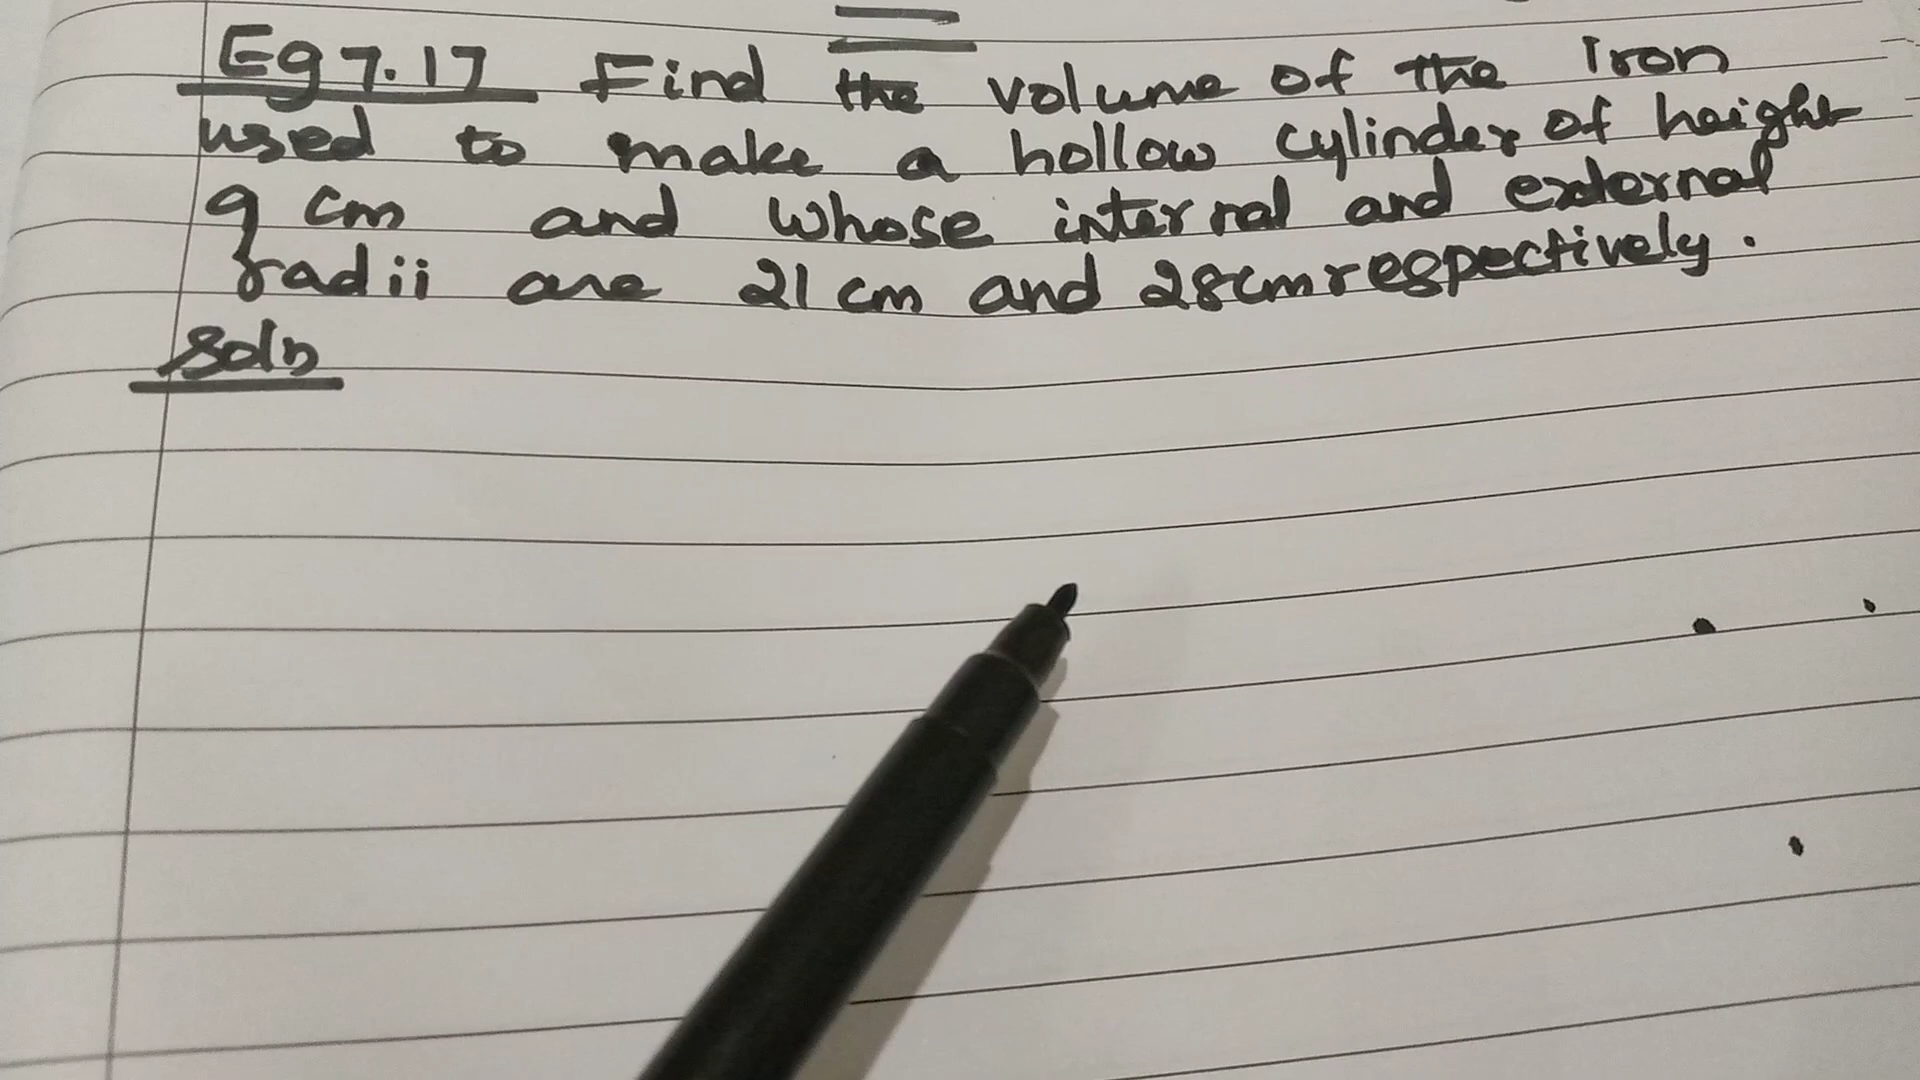 Eg 7.17 Find the volume of the Iron
used to make a hollow cylinder of height
9 cm and whose internal and external
radii are 21 cm and 28cm respectively.
Soln